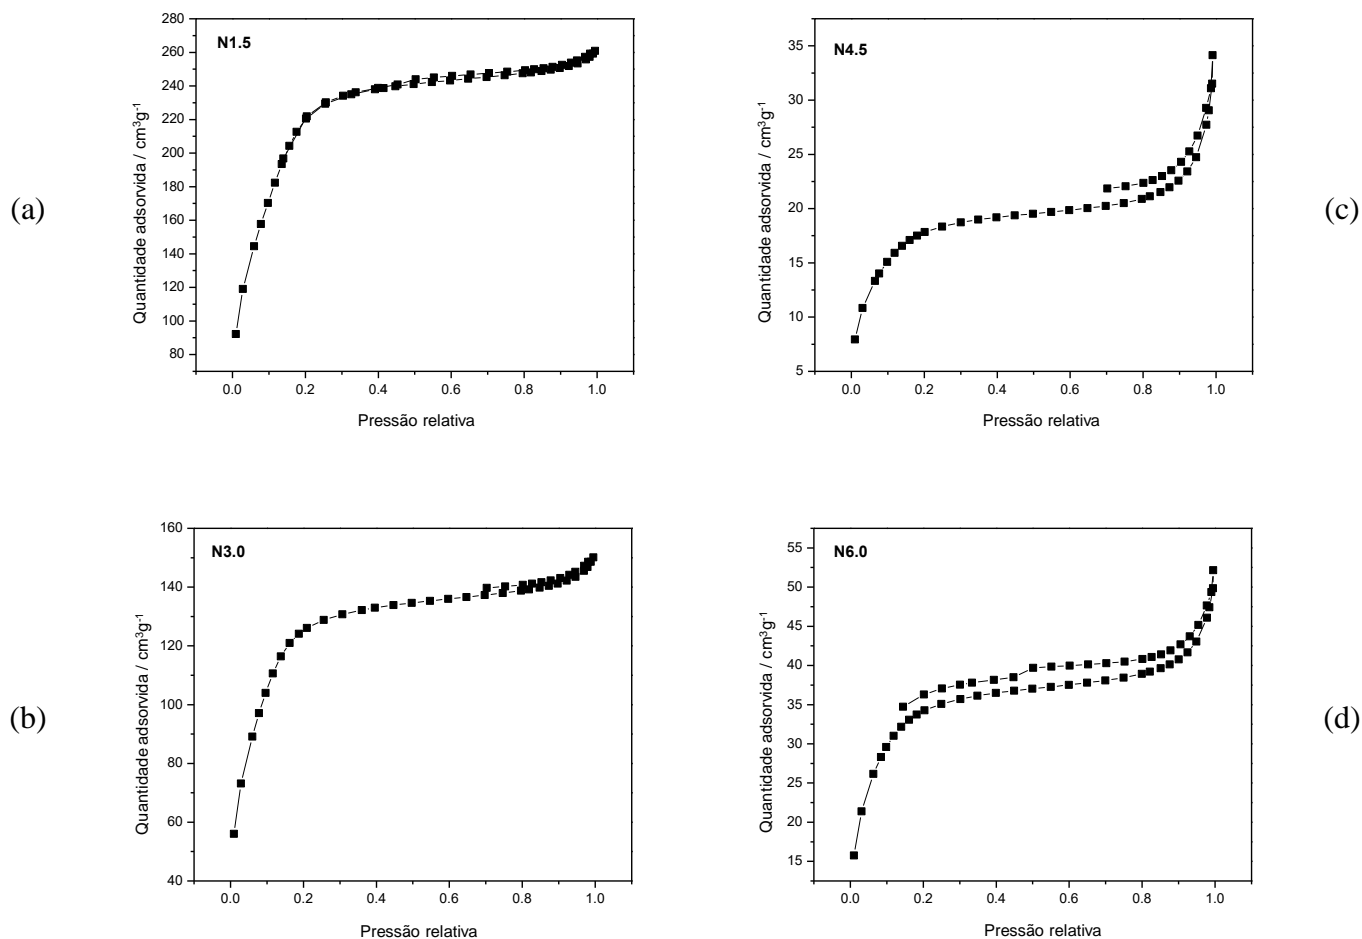 (a)
N1.5
Quantidade adsorvida / cm³g⁻¹
280
260
240
220
200
180
160
140
120
100
80
0.0 0.2 0.4 0.6 0.8 1.0
Pressão relativa
N4.5
Quantidade adsorvida / cm³g⁻¹
35
30
25
20
15
10
5
0.0 0.2 0.4 0.6 0.8 1.0
Pressão relativa
(c)
(b)
N3.0
Quantidade adsorvida / cm³g⁻¹
160
140
120
100
80
60
40
0.0 0.2 0.4 0.6 0.8 1.0
Pressão relativa
N6.0
Quantidade adsorvida / cm³g⁻¹
55
50
45
40
35
30
25
20
15
0.0 0.2 0.4 0.6 0.8 1.0
Pressão relativa
(d)